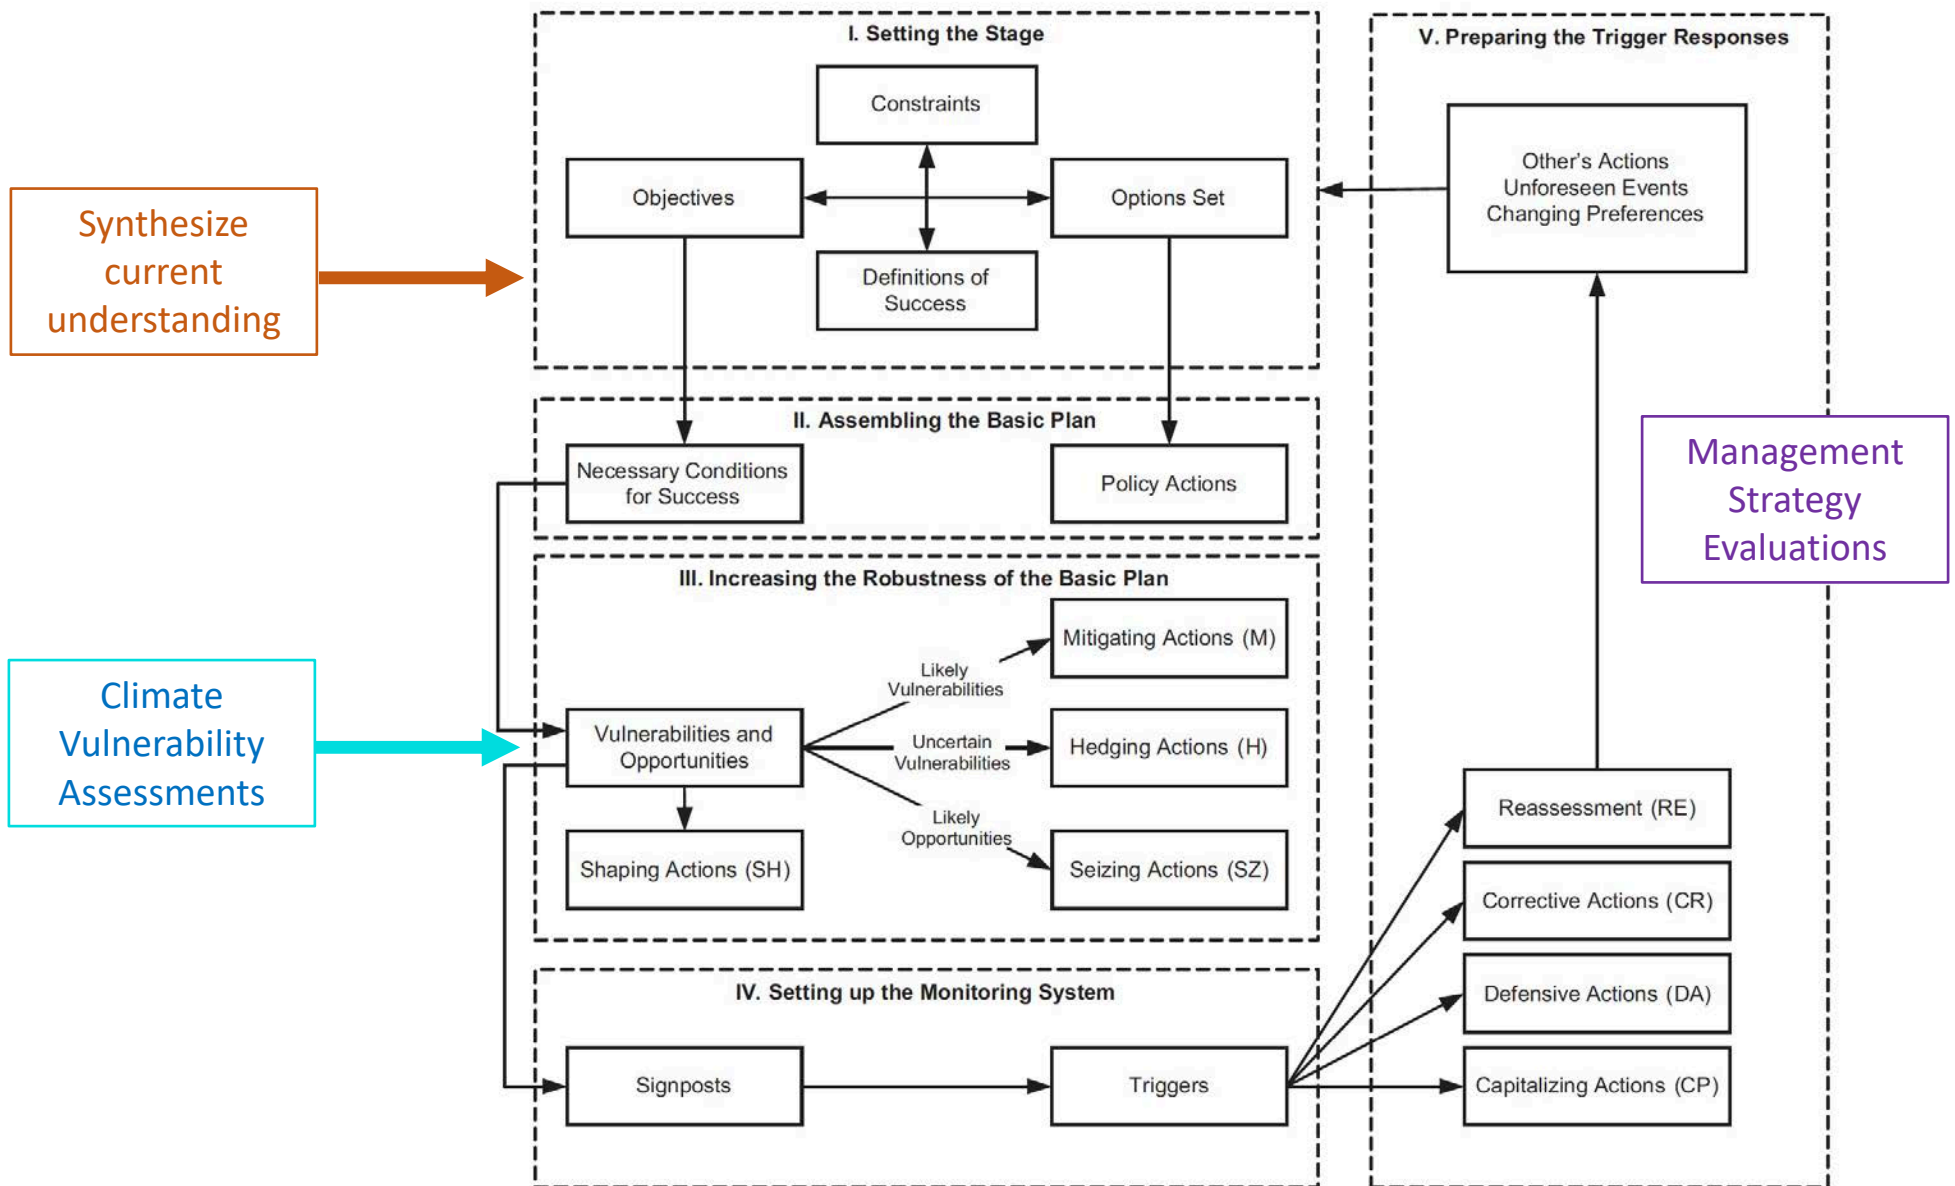 I. Setting the Stage
Constraints
Objectives
Options Set
Definitions of
Success
Synthesize
current
understanding
II. Assembling the Basic Plan
Necessary Conditions
for Success
Policy Actions
III. Increasing the Robustness of the Basic Plan
Mitigating Actions (M)
Likely
Vulnerabilities
Vulnerabilities and
Opportunities
Uncertain
Vulnerabilities
Hedging Actions (H)
Likely
Opportunities
Shaping Actions (SH)
Seizing Actions (SZ)
Climate
Vulnerability
Assessments
IV. Setting up the Monitoring System
Signposts
Triggers
V. Preparing the Trigger Responses
Other's Actions
Unforeseen Events
Changing Preferences
Management
Strategy
Evaluations
Reassessment (RE)
Corrective Actions (CR)
Defensive Actions (DA)
Capitalizing Actions (CP)